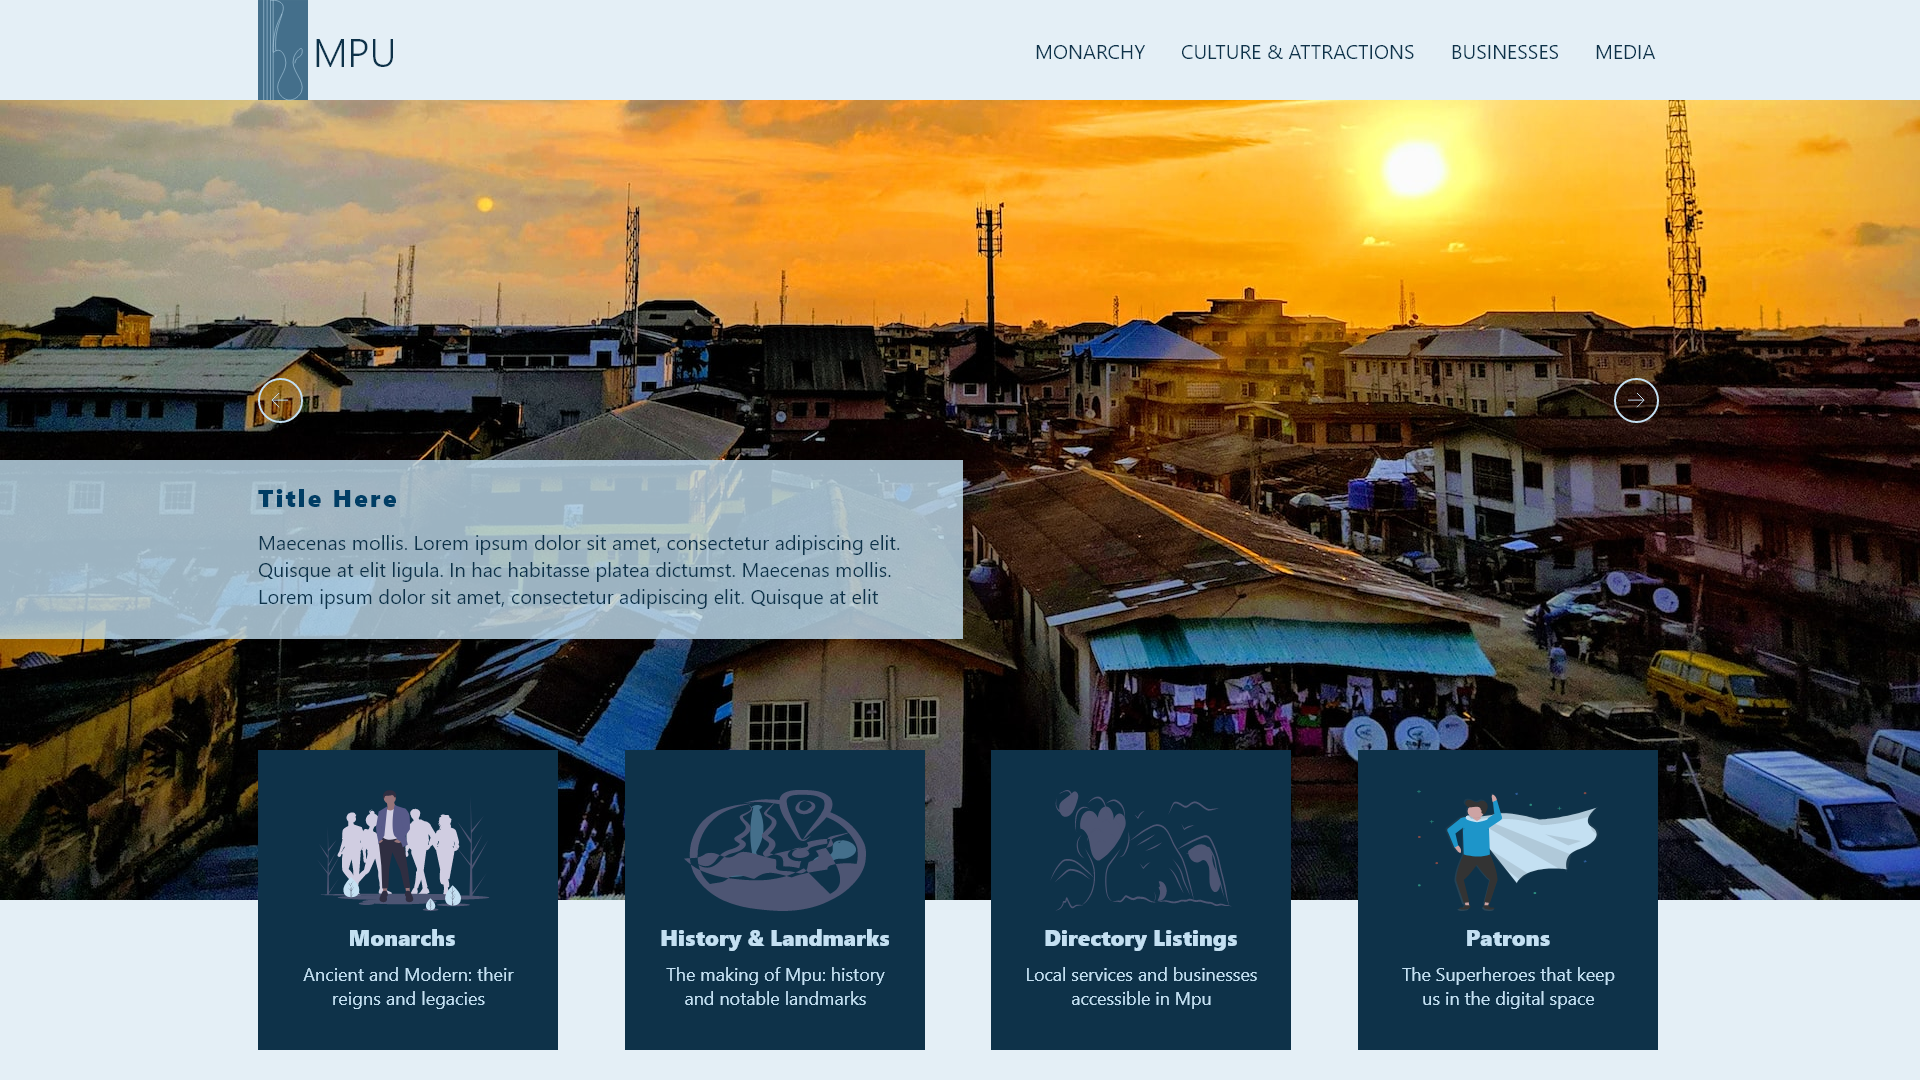 MPU
MONARCHY
CULTURE & ATTRACTIONS
BUSINESSES
MEDIA
Title Here
Maecenas mollis. Lorem ipsum dolor sit amet, consectetur adipiscing elit.
Quisque at elit ligula. In hac habitasse platea dictumst. Maecenas mollis.
Lorem ipsum dolor sit amet, consectetur adipiscing elit. Quisque at elit
Monarchs
Ancient and Modern: their
reigns and legacies
History & Landmarks
The making of Mpu: history
and notable landmarks
Directory Listings
Local services and businesses
accessible in Mpu
Patrons
The Superheroes that keep
us in the digital space